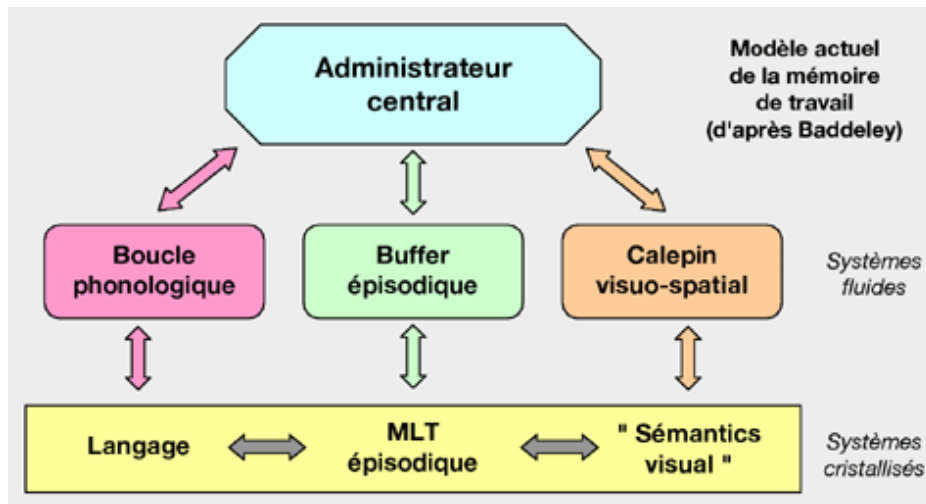 Administrateur
central
Modèle actuel
de la mémoire
de travail
(d'après Baddeley)
Boucle
phonologique
Buffer
épisodique
Calepin
visuo-spatial
Systèmes
fluides
Langage
MLT
épisodique
" Sémantics
visual "
Systèmes
cristallisés